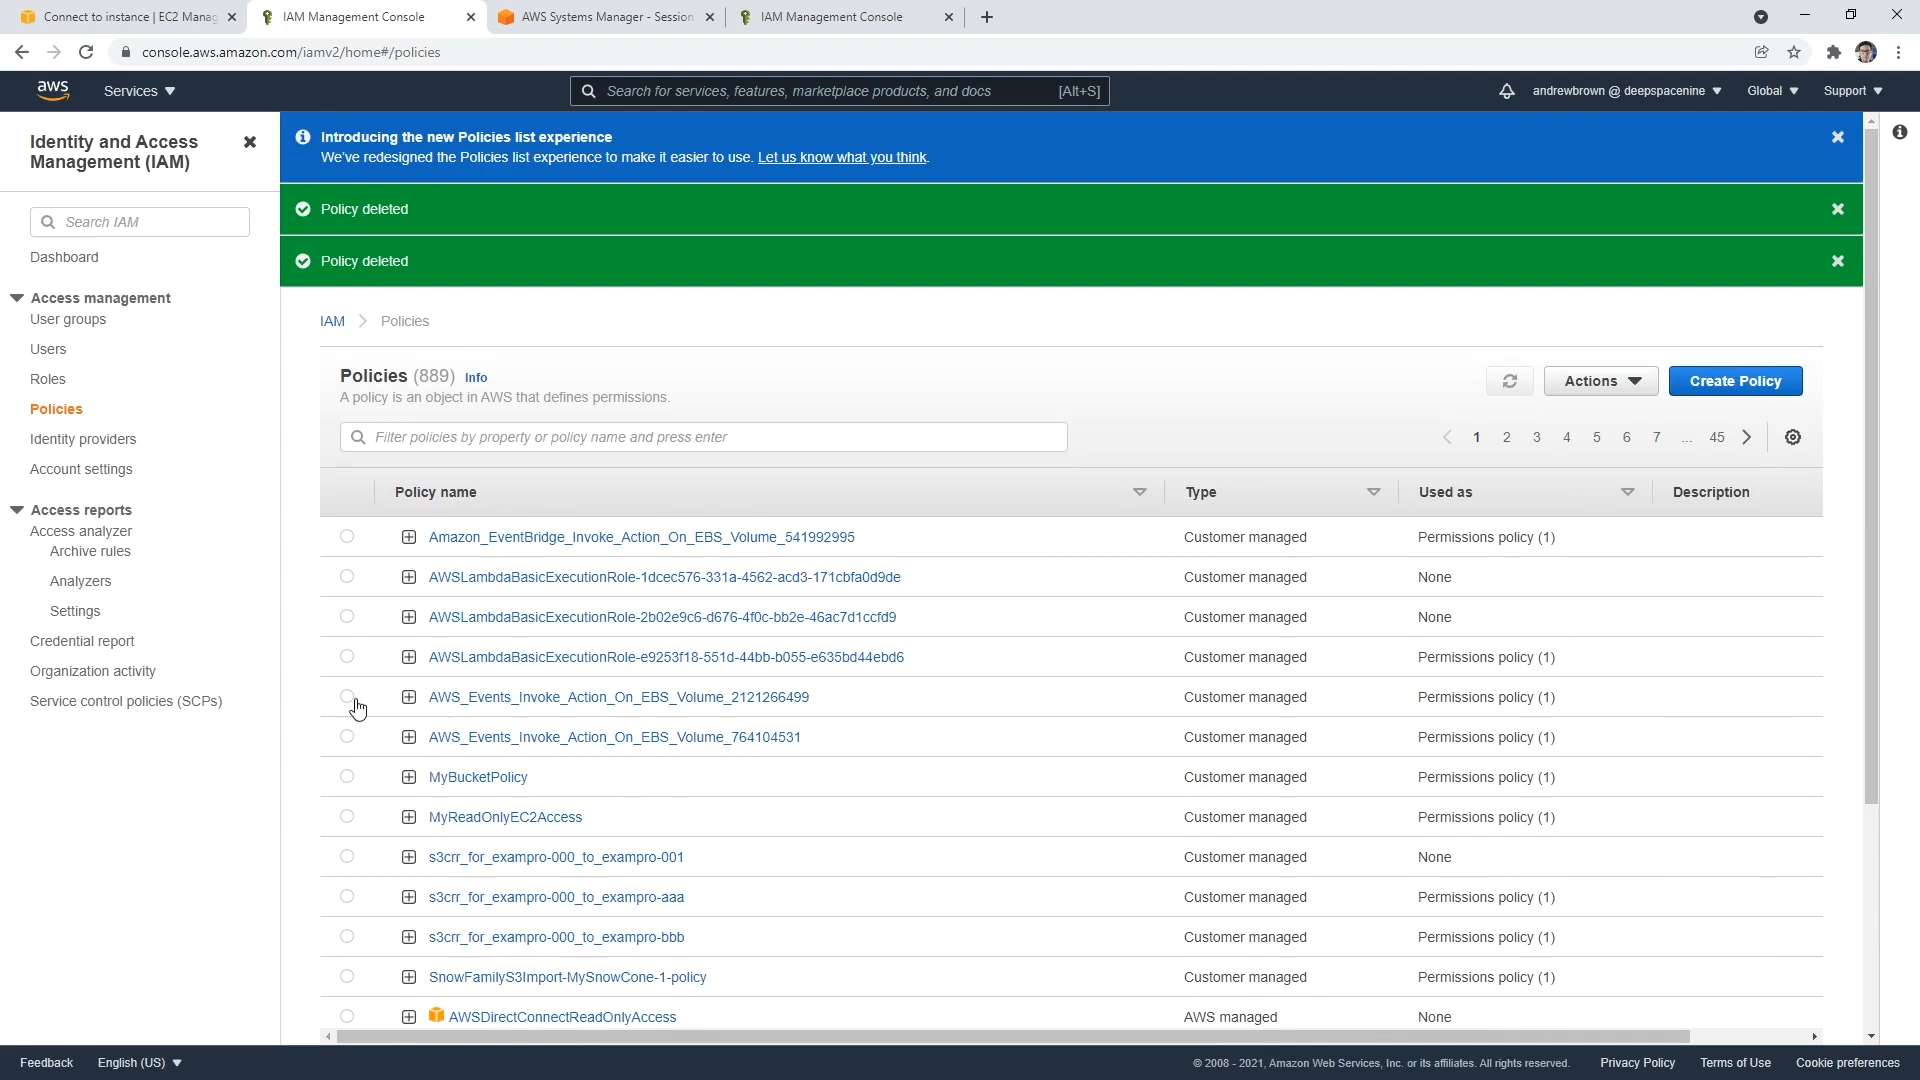 Connect to instance | EC2 Manag
IAM Management Console
AWS Systems Manager - Session
IAM Management Console
console.aws.amazon.com/iamv2/home#/policies
aws
Services
Search for services, features, marketplace products, and docs
[Alt+S]
andrewbrown @ deepspacenine
Global
Support
Identity and Access
Management (IAM)
Search IAM
Dashboard
Access management
User groups
Users
Roles
Policies
Identity providers
Account settings
Access reports
Access analyzer
Archive rules
Analyzers
Settings
Credential report
Organization activity
Service control policies (SCPs)
Introducing the new Policies list experience
We've redesigned the Policies list experience to make it easier to use. Let us know what you think.
Policy deleted
Policy deleted
IAM
Policies
Policies (889) Info
A policy is an object in AWS that defines permissions.
Actions
Create Policy
Filter policies by property or policy name and press enter
1 2 3 4 5 6 7 ... 45
Policy name Type Used as Description
Amazon_EventBridge_Invoke_Action_On_EBS_Volume_541992995 Customer managed Permissions policy (1)
AWSLambdaBasicExecutionRole-1dcec576-331a-4562-acd3-171cbfa0d9de Customer managed None
AWSLambdaBasicExecutionRole-2b02e9c6-d676-4f0c-bb2e-46ac7d1ccfd9 Customer managed None
AWSLambdaBasicExecutionRole-e9253f18-551d-44bb-b055-e635bd44ebd6 Customer managed Permissions policy (1)
AWS_Events_Invoke_Action_On_EBS_Volume_2121266499 Customer managed Permissions policy (1)
AWS_Events_Invoke_Action_On_EBS_Volume_764104531 Customer managed Permissions policy (1)
MyBucketPolicy Customer managed Permissions policy (1)
MyReadOnlyEC2Access Customer managed Permissions policy (1)
s3crr_for_exampro-000_to_exampro-001 Customer managed None
s3crr_for_exampro-000_to_exampro-aaa Customer managed Permissions policy (1)
s3crr_for_exampro-000_to_exampro-bbb Customer managed Permissions policy (1)
SnowFamilyS3Import-MySnowCone-1-policy Customer managed Permissions policy (1)
AWSDirectConnectReadOnlyAccess AWS managed None
Feedback
English (US)
© 2008 - 2021, Amazon Web Services, Inc. or its affiliates. All rights reserved.
Privacy Policy
Terms of Use
Cookie preferences